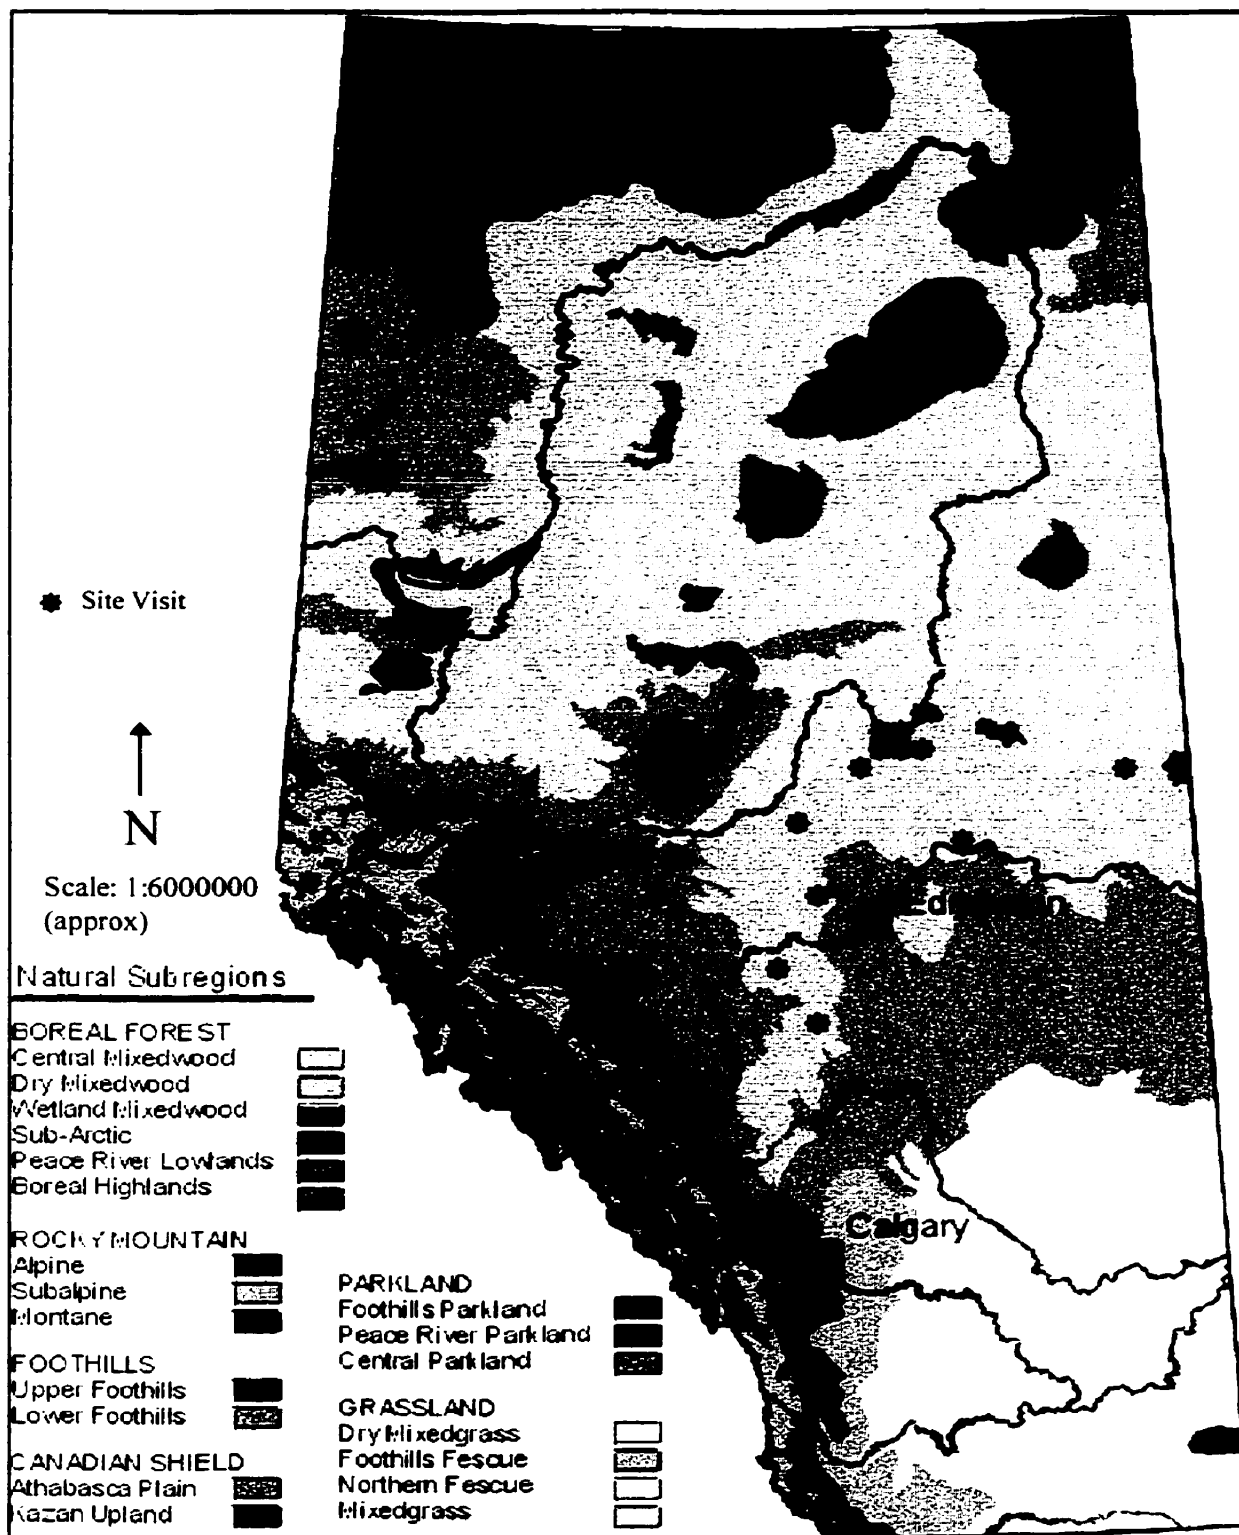 Site Visit
N
Scale: 1:6000000
(approx)
Natural Subregions
BOREAL FOREST
Central Mixedwood
Dry Mixedwood
Wetland Mixedwood
Sub-Arctic
Peace River Lowlands
Boreal Highlands
ROCKY MOUNTAIN
Alpine
Subalpine
Montane
FOOTHILLS
Upper Foothills
Lower Foothills
CANADIAN SHIELD
Athabasca Plain
Kazan Upland
PARKLAND
Foothills Parkland
Peace River Parkland
Central Parkland
GRASSLAND
Dry Mixedgrass
Foothills Fescue
Northern Fescue
Mixedgrass
Edmonton
Calgary